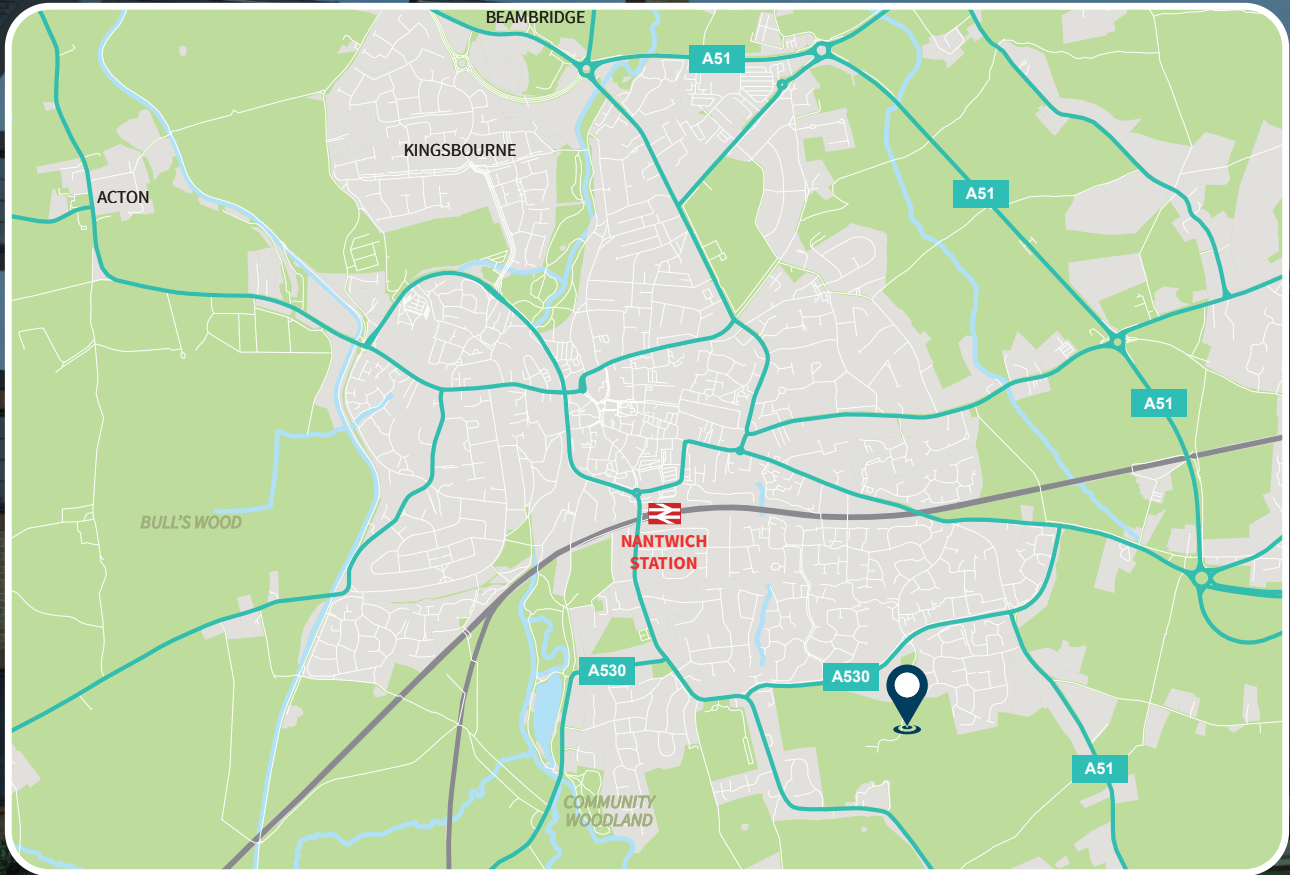 BEAMBRIDGE
A51
KINGSBOURNE
A51
ACTON
A51
BULL'S WOOD
NANTWICH
STATION
A530
A530
A51
COMMUNITY
WOODLAND